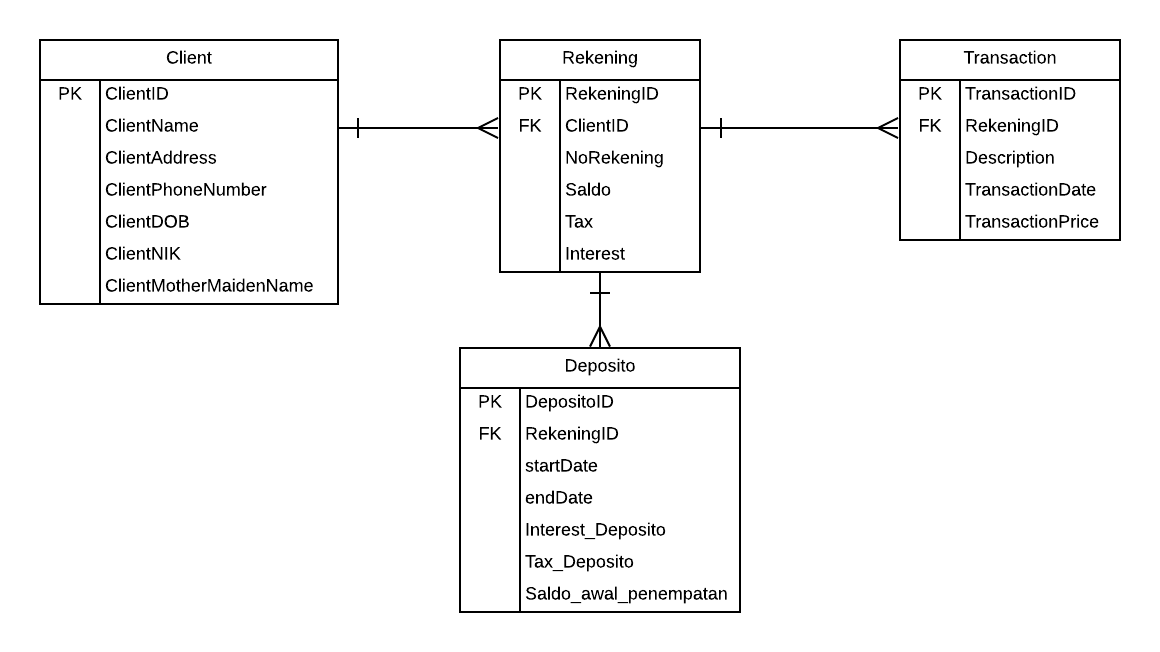 Client
PK ClientID
ClientName
ClientAddress
ClientPhoneNumber
ClientDOB
ClientNIK
ClientMotherMaidenName
Rekening
PK RekeningID
FK ClientID
NoRekening
Saldo
Tax
Interest
Transaction
PK TransactionID
FK RekeningID
Description
TransactionDate
TransactionPrice
Deposito
PK DepositoID
FK RekeningID
startDate
endDate
Interest_Deposito
Tax_Deposito
Saldo_awal_penempatan